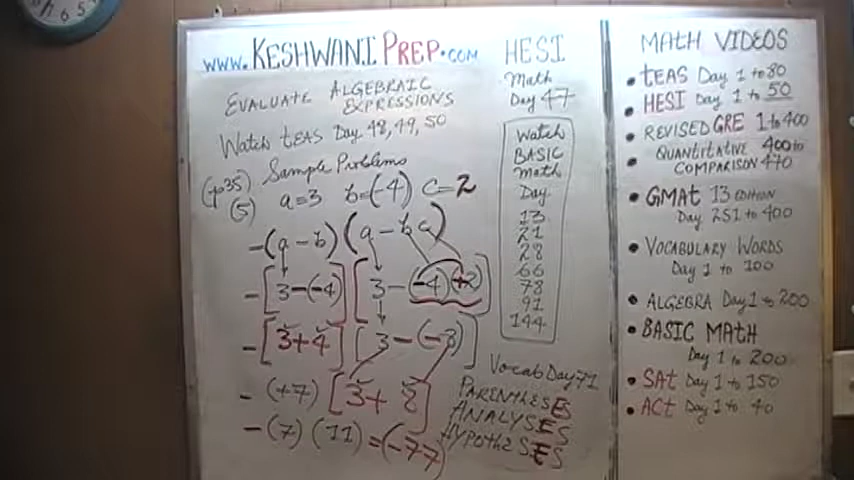 www.KESHWANIPREP.com
EVALUATE ALGEBRAIC
EXPRESSIONS
Watch tEAS Day 48, 49, 50
Sample Problems
(p35)
(5) a=3 b=(-4) c=2
-(a-b)(a-bc)
-[3-(-4)][3-(-4)(+2)]
-[3+4][3-(-8)]
-(+7)[3+8]
-(7)(11)=(-77)
HESI
Math
Day 47
Watch
BASIC
Math
Day
13
21
28
66
78
91
144
Vocab Day 71
PARENTHESES
ANALYSES
HYPOTHESES
MATH VIDEOS
• tEAS Day 1 to 80
• HESI Day 1 to 50
• REVISED GRE 1 to 400
• QUANTITATIVE 400 to
COMPARISON 470
• GMAt 13 EDITION
Day 251 to 400
• VOCABULARY WORDS
Day 1 to 100
• ALGEBRA Day 1 to 200
• BASIC MATH
Day 1 to 200
• SAt Day 1 to 150
• ACt Day 1 to 40